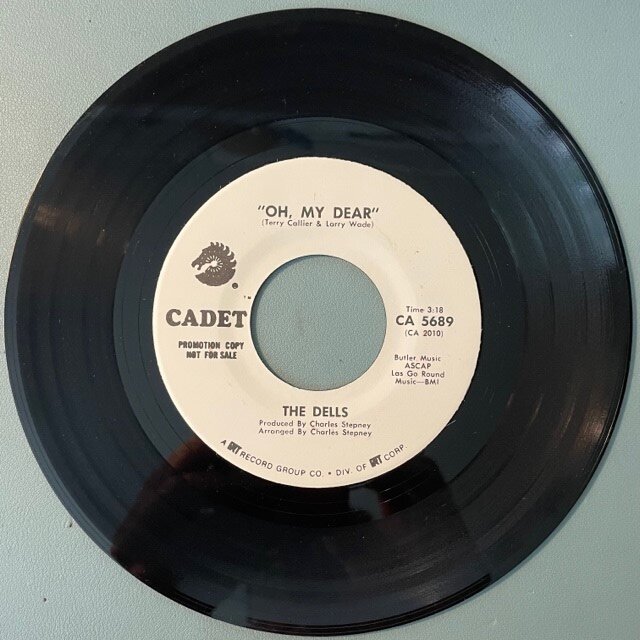 "OH, MY DEAR"
(Terry Callier & Larry Wade)
CADET
PROMOTION COPY
NOT FOR SALE
Time 3:18
CA 5689
(CA 2010)
Butler Music
ASCAP
Las Go Round
Music—BMI
THE DELLS
Produced By Charles Stepney
Arranged By Charles Stepney
A GRT RECORD GROUP CO. • DIV. OF GRT CORP.